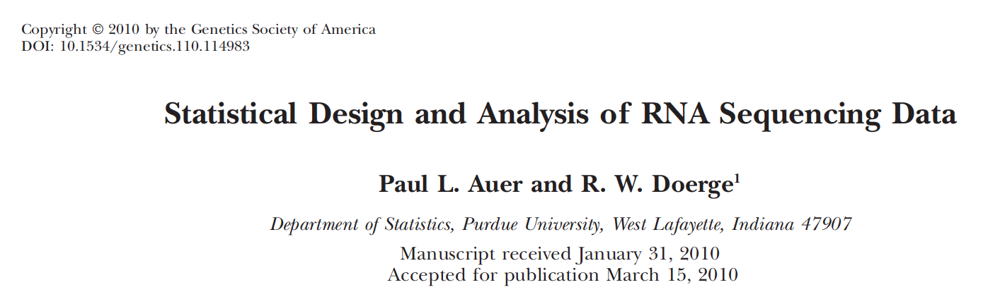 Copyright © 2010 by the Genetics Society of America
DOI: 10.1534/genetics.110.114983
Statistical Design and Analysis of RNA Sequencing Data
Paul L. Auer and R. W. Doerge¹
Department of Statistics, Purdue University, West Lafayette, Indiana 47907
Manuscript received January 31, 2010
Accepted for publication March 15, 2010